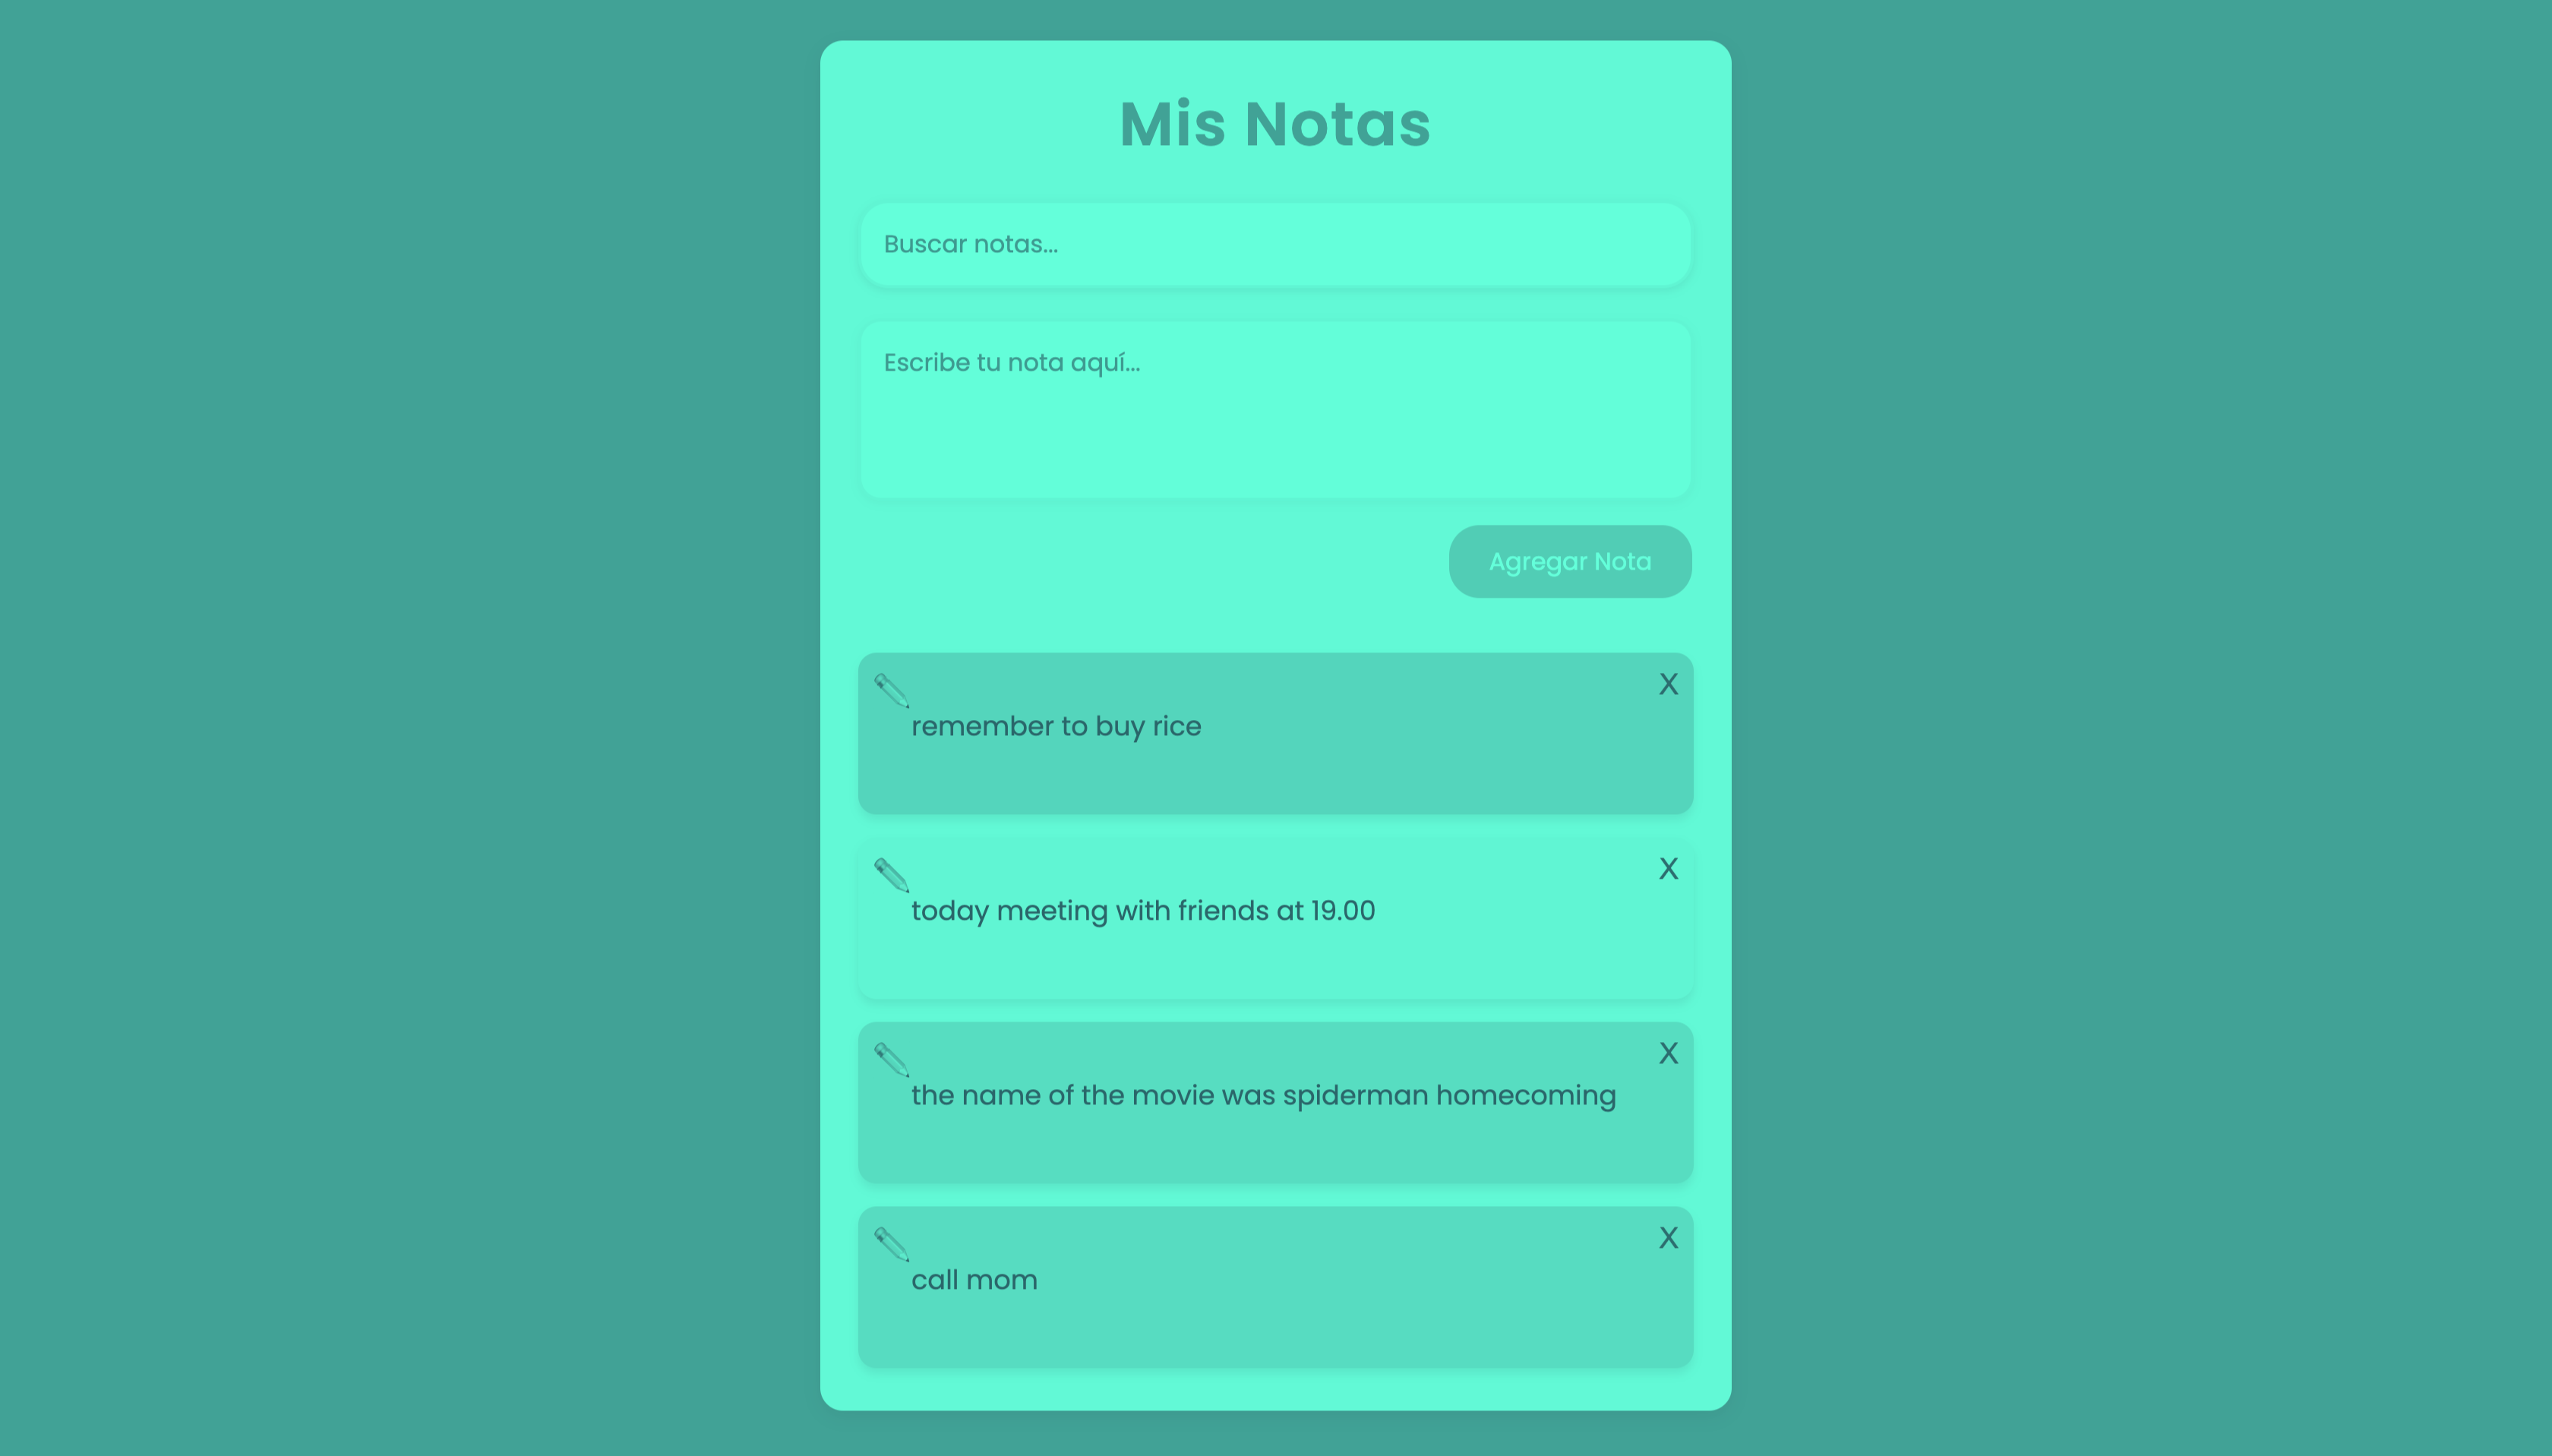 Mis Notas
Buscar notas...
Escribe tu nota aquí...
Agregar Nota
X
remember to buy rice
X
today meeting with friends at 19.00
X
the name of the movie was spiderman homecoming
X
call mom